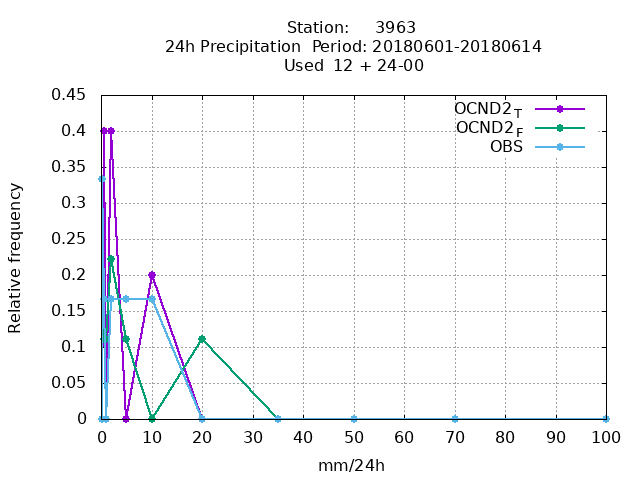 Station: 3963
24h Precipitation Period: 20180601-20180614
Used 12 + 24-00
OCND2T
OCND2F
OBS
Relative frequency
0.45
0.4
0.35
0.3
0.25
0.2
0.15
0.1
0.05
0
0 10 20 30 40 50 60 70 80 90 100
mm/24h